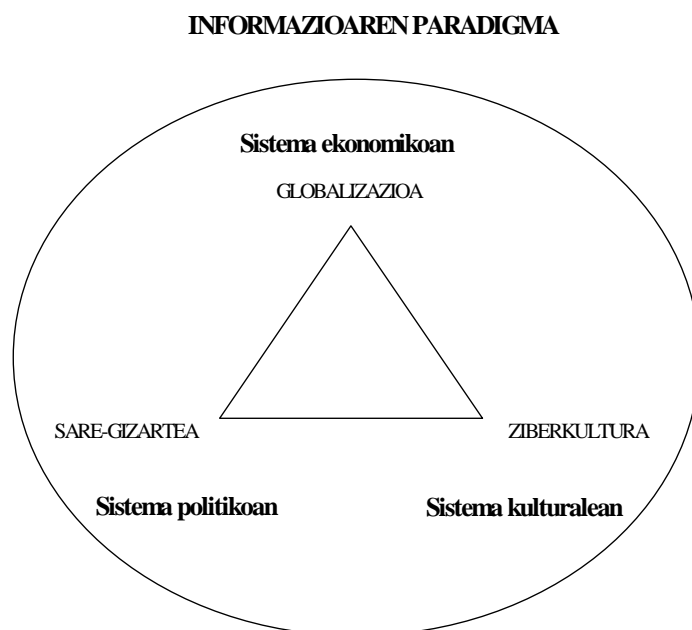 INFORMAZIOAREN PARADIGMA
Sistema ekonomikoan
GLOBALIZAZIOA
SARE-GIZARTEA
ZIBERKULTURA
Sistema politikoan
Sistema kulturalean